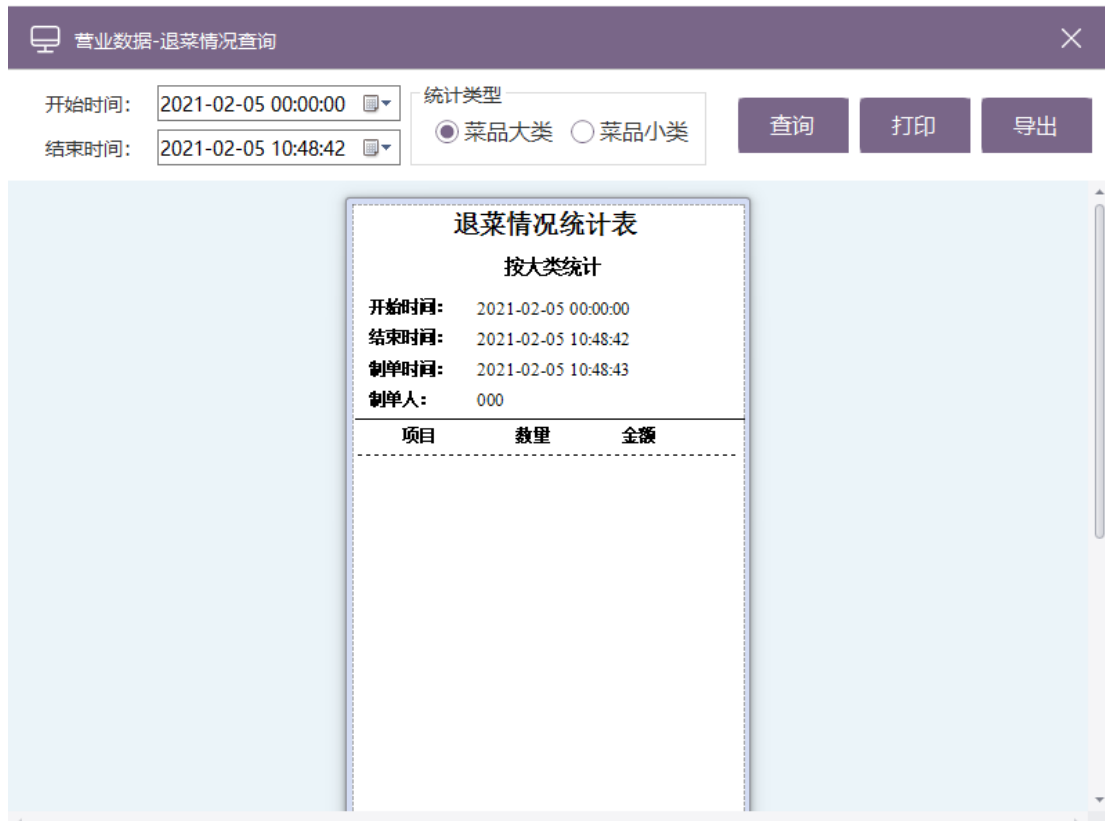 营业数据-退菜情况查询
开始时间： 2021-02-05 00:00:00
结束时间： 2021-02-05 10:48:42
统计类型
菜品大类 菜品小类
查询 打印 导出
退菜情况统计表
按大类统计
开始时间： 2021-02-05 00:00:00
结束时间： 2021-02-05 10:48:42
制单时间： 2021-02-05 10:48:43
制单人： 000
项目 数量 金额